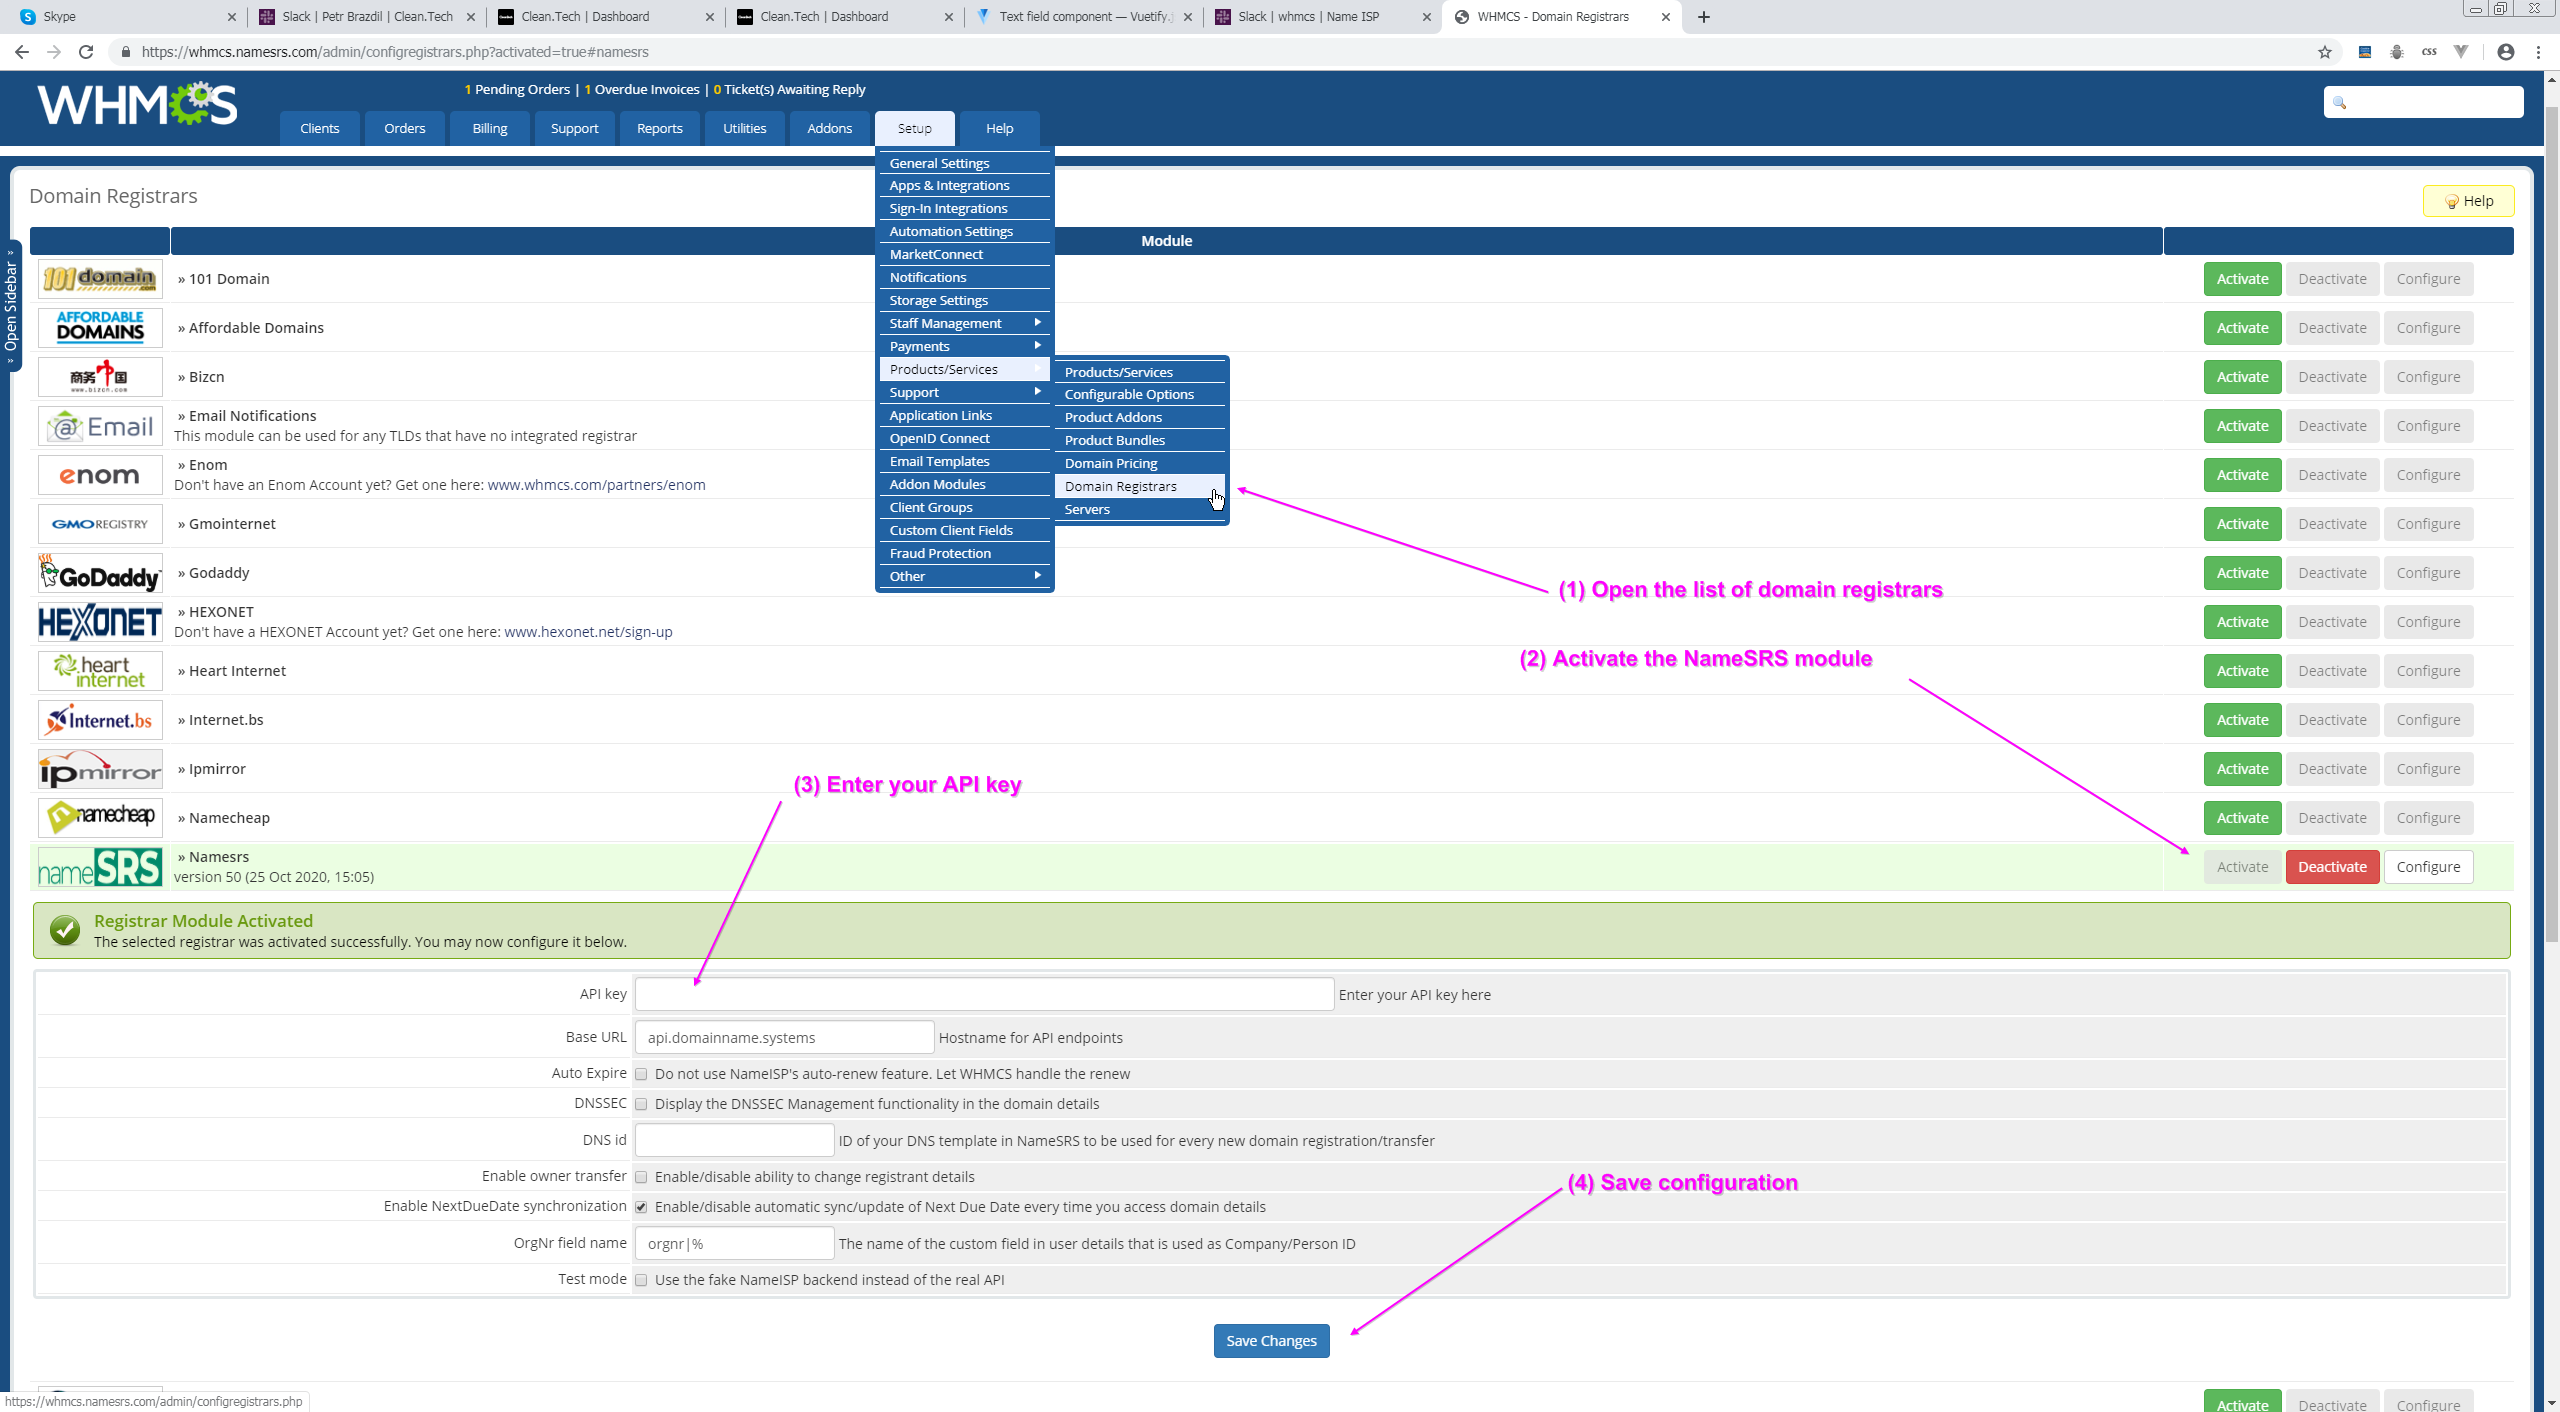 Skype
Slack | Petr Brazdil | Clean.Tech
Clean.Tech | Dashboard
Clean.Tech | Dashboard
Text field component — Vuetify.
Slack | whmcs | Name ISP
WHMCS - Domain Registrars
https://whmcs.namesrs.com/admin/configregistrars.php?activated=true#namesrs
css
WHMCS
1 Pending Orders | 1 Overdue Invoices | 0 Ticket(s) Awaiting Reply
Clients
Orders
Billing
Support
Reports
Utilities
Addons
Setup
Help
General Settings
Apps & Integrations
Sign-In Integrations
Automation Settings
MarketConnect
Notifications
Storage Settings
Staff Management
Payments
Products/Services
Support
Application Links
OpenID Connect
Email Templates
Addon Modules
Client Groups
Custom Client Fields
Fraud Protection
Other
Products/Services
Configurable Options
Product Addons
Product Bundles
Domain Pricing
Domain Registrars
Servers
Domain Registrars
Help
» Open Sidebar »
Module
101domain.com
» 101 Domain
Activate Deactivate Configure
AFFORDABLE
DOMAINS
» Affordable Domains
Activate Deactivate Configure
商务中国
www.bizcn.com
» Bizcn
Activate Deactivate Configure
@ Email
» Email Notifications
This module can be used for any TLDs that have no integrated registrar
Activate Deactivate Configure
enom
» Enom
Don't have an Enom Account yet? Get one here: www.whmcs.com/partners/enom
Activate Deactivate Configure
GMO REGISTRY
» Gmointernet
Activate Deactivate Configure
GoDaddy
» Godaddy
Activate Deactivate Configure
HEXONET
» HEXONET
Don't have a HEXONET Account yet? Get one here: www.hexonet.net/sign-up
Activate Deactivate Configure
heart
internet
» Heart Internet
Activate Deactivate Configure
Internet.bs
» Internet.bs
Activate Deactivate Configure
ipmirror
» Ipmirror
Activate Deactivate Configure
namecheap
» Namecheap
Activate Deactivate Configure
nameSRS
» Namesrs
version 50 (25 Oct 2020, 15:05)
Activate Deactivate Configure
(1) Open the list of domain registrars
(2) Activate the NameSRS module
(3) Enter your API key
Registrar Module Activated
The selected registrar was activated successfully. You may now configure it below.
API key
Enter your API key here
Base URL
api.domainname.systems
Hostname for API endpoints
Auto Expire
Do not use NameISP's auto-renew feature. Let WHMCS handle the renew
DNSSEC
Display the DNSSEC Management functionality in the domain details
DNS id
ID of your DNS template in NameSRS to be used for every new domain registration/transfer
Enable owner transfer
Enable/disable ability to change registrant details
Enable NextDueDate synchronization
Enable/disable automatic sync/update of Next Due Date every time you access domain details
OrgNr field name
orgnr|%
The name of the custom field in user details that is used as Company/Person ID
Test mode
Use the fake NameISP backend instead of the real API
(4) Save configuration
Save Changes
Activate Deactivate Configure
https://whmcs.namesrs.com/admin/configregistrars.php